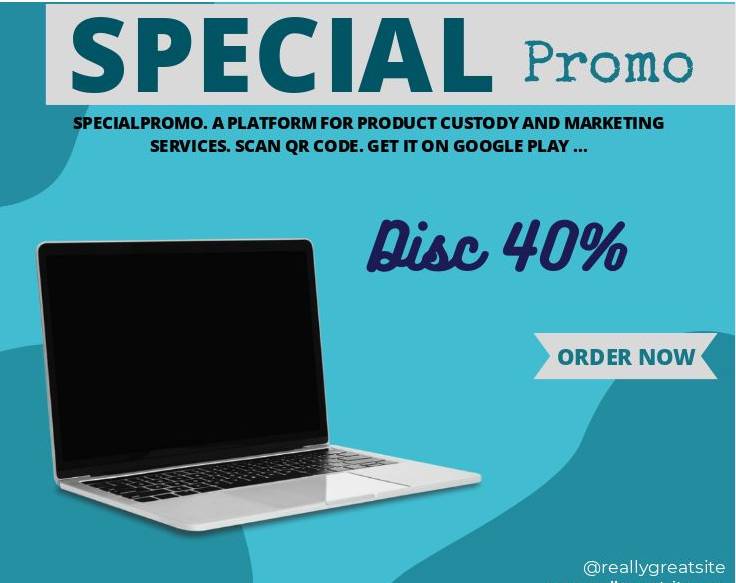 SPECIAL Promo
SPECIALPROMO. A PLATFORM FOR PRODUCT CUSTODY AND MARKETING
SERVICES. SCAN QR CODE. GET IT ON GOOGLE PLAY ...
Disc 40%
ORDER NOW
@reallygreatsite